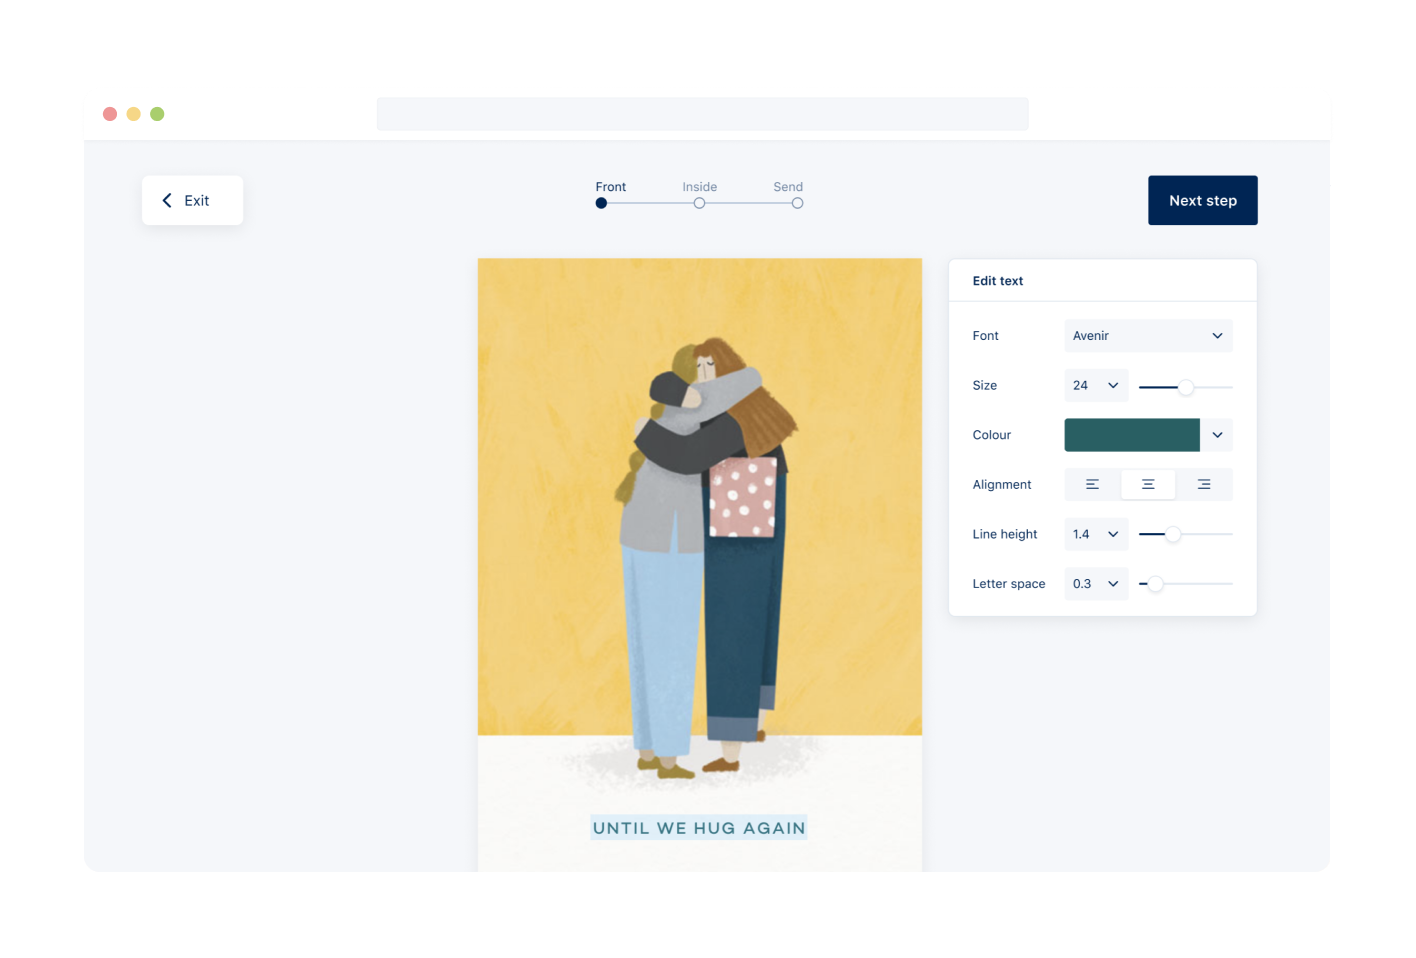 Exit
Front
Inside
Send
Next step
Edit text
Font
Avenir
Size
24
Colour
Alignment
Line height
1.4
Letter space
0.3
UNTIL WE HUG AGAIN